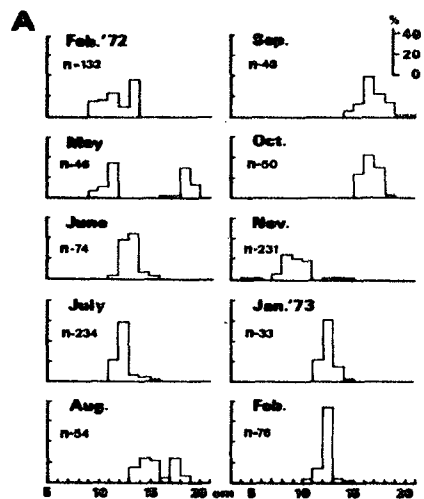 A
Feb.'72
n-132
Sep.
n-48
%
40
20
0
May
n-46
Oct.
n-50
June
n-74
Nov.
n-231
July
n-234
Jan.'73
n-33
Aug.
n-54
Feb.
n-76
5 10 15 20 cm 5 10 15 20